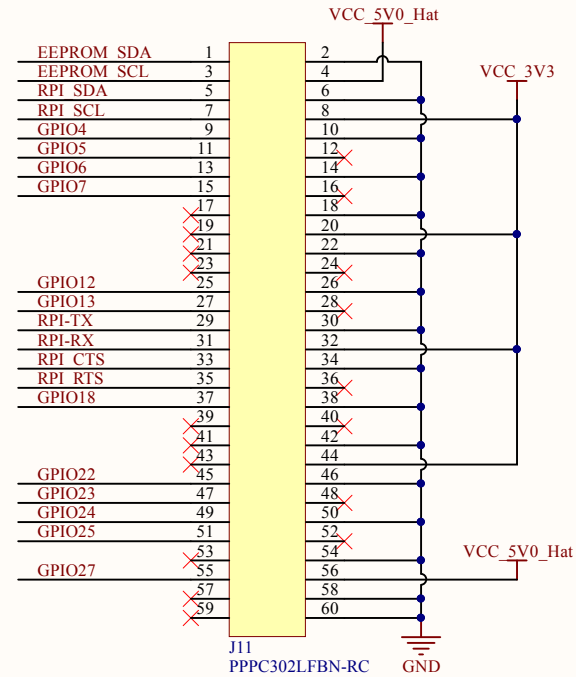 VCC_5V0_Hat
EEPROM_SDA 1 2
EEPROM_SCL 3 4
VCC_3V3
RPI_SDA 5 6
RPI_SCL 7 8
GPIO4 9 10
GPIO5 11 12
GPIO6 13 14
GPIO7 15 16
17 18
19 20
21 22
23 24
GPIO12 25 26
GPIO13 27 28
RPI-TX 29 30
RPI-RX 31 32
RPI_CTS 33 34
RPI_RTS 35 36
GPIO18 37 38
39 40
41 42
43 44
GPIO22 45 46
GPIO23 47 48
GPIO24 49 50
GPIO25 51 52
53 54
VCC_5V0_Hat
GPIO27 55 56
57 58
59 60
J11
PPPC302LFBN-RC
GND